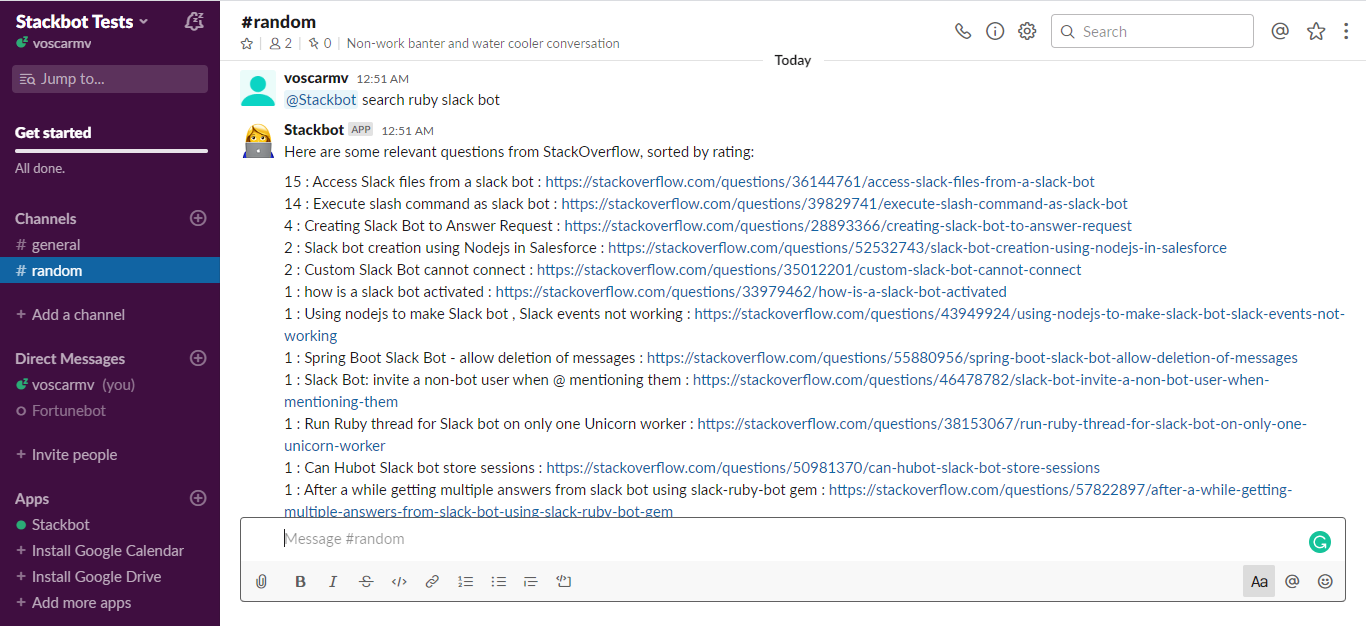 Stackbot Tests
voscarmv
Jump to...
Get started
All done.
Channels
# general
# random
+ Add a channel
Direct Messages
voscarmv (you)
Fortunebot
+ Invite people
Apps
Stackbot
+ Install Google Calendar
+ Install Google Drive
+ Add more apps
#random
2 | 0 | Non-work banter and water cooler conversation
Search
Today
voscarmv 12:51 AM
@Stackbot search ruby slack bot
Stackbot APP 12:51 AM
Here are some relevant questions from StackOverflow, sorted by rating:
15 : Access Slack files from a slack bot : https://stackoverflow.com/questions/36144761/access-slack-files-from-a-slack-bot
14 : Execute slash command as slack bot : https://stackoverflow.com/questions/39829741/execute-slash-command-as-slack-bot
4 : Creating Slack Bot to Answer Request : https://stackoverflow.com/questions/28893366/creating-slack-bot-to-answer-request
2 : Slack bot creation using Nodejs in Salesforce : https://stackoverflow.com/questions/52532743/slack-bot-creation-using-nodejs-in-salesforce
2 : Custom Slack Bot cannot connect : https://stackoverflow.com/questions/35012201/custom-slack-bot-cannot-connect
1 : how is a slack bot activated : https://stackoverflow.com/questions/33979462/how-is-a-slack-bot-activated
1 : Using nodejs to make Slack bot , Slack events not working : https://stackoverflow.com/questions/43949924/using-nodejs-to-make-slack-bot-slack-events-not-
working
1 : Spring Boot Slack Bot - allow deletion of messages : https://stackoverflow.com/questions/55880956/spring-boot-slack-bot-allow-deletion-of-messages
1 : Slack Bot: invite a non-bot user when @ mentioning them : https://stackoverflow.com/questions/46478782/slack-bot-invite-a-non-bot-user-when-
mentioning-them
1 : Run Ruby thread for Slack bot on only one Unicorn worker : https://stackoverflow.com/questions/38153067/run-ruby-thread-for-slack-bot-on-only-one-
unicorn-worker
1 : Can Hubot Slack bot store sessions : https://stackoverflow.com/questions/50981370/can-hubot-slack-bot-store-sessions
1 : After a while getting multiple answers from slack bot using slack-ruby-bot gem : https://stackoverflow.com/questions/57822897/after-a-while-getting-
multiple-answers-from-slack-bot-using-slack-ruby-bot-gem
Message #random
B I S </> Aa @